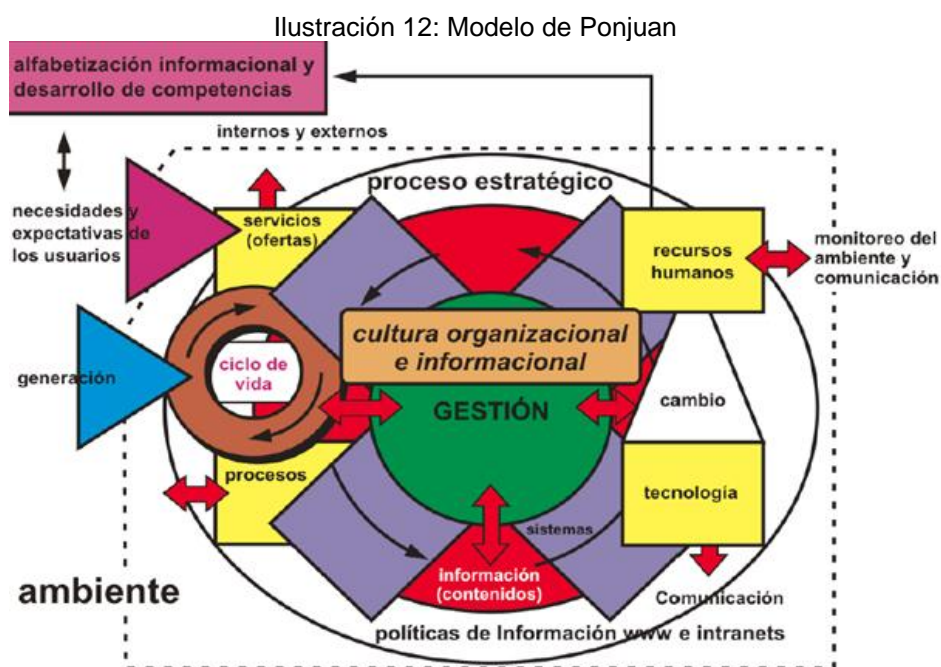 Ilustración 12: Modelo de Ponjuan
alfabetización informacional y
desarrollo de competencias
internos y externos
proceso estratégico
necesidades y
expectativas de
los usuarios
servicios
(ofertas)
recursos
humanos
monitoreo del
ambiente y
comunicación
cultura organizacional
e informacional
generación
ciclo de
vida
GESTIÓN
cambio
procesos
tecnología
sistemas
información
(contenidos)
ambiente
Comunicación
políticas de Información www e intranets